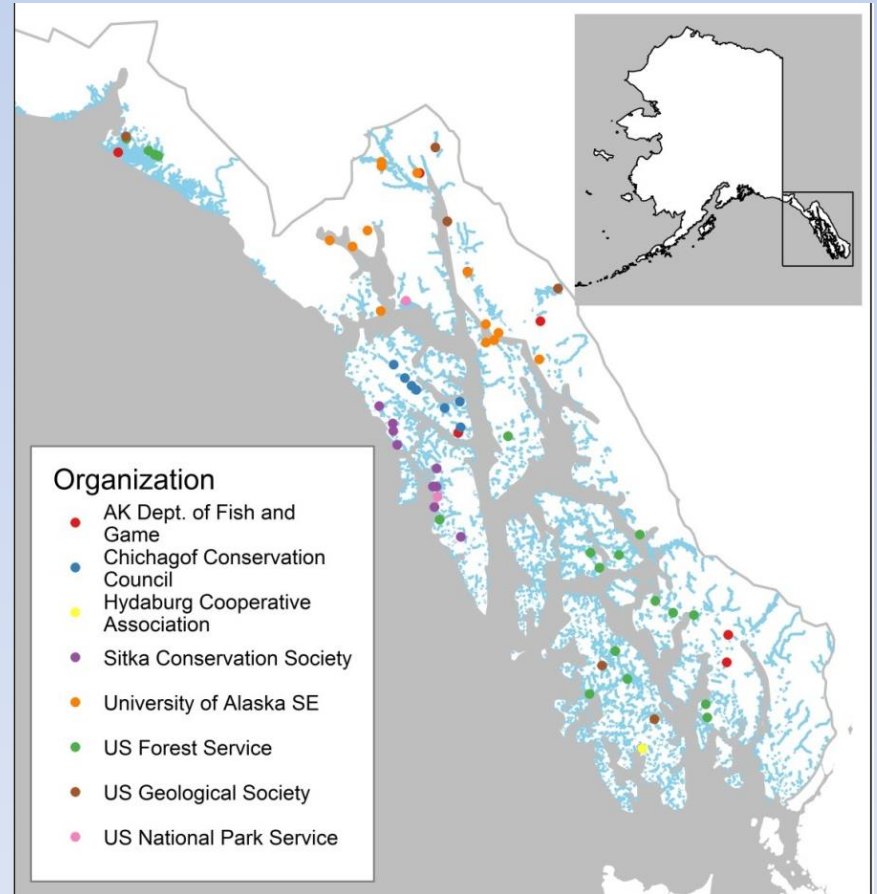 Organization
AK Dept. of Fish and
Game
Chichagof Conservation
Council
Hydaburg Cooperative
Association
Sitka Conservation Society
University of Alaska SE
US Forest Service
US Geological Society
US National Park Service